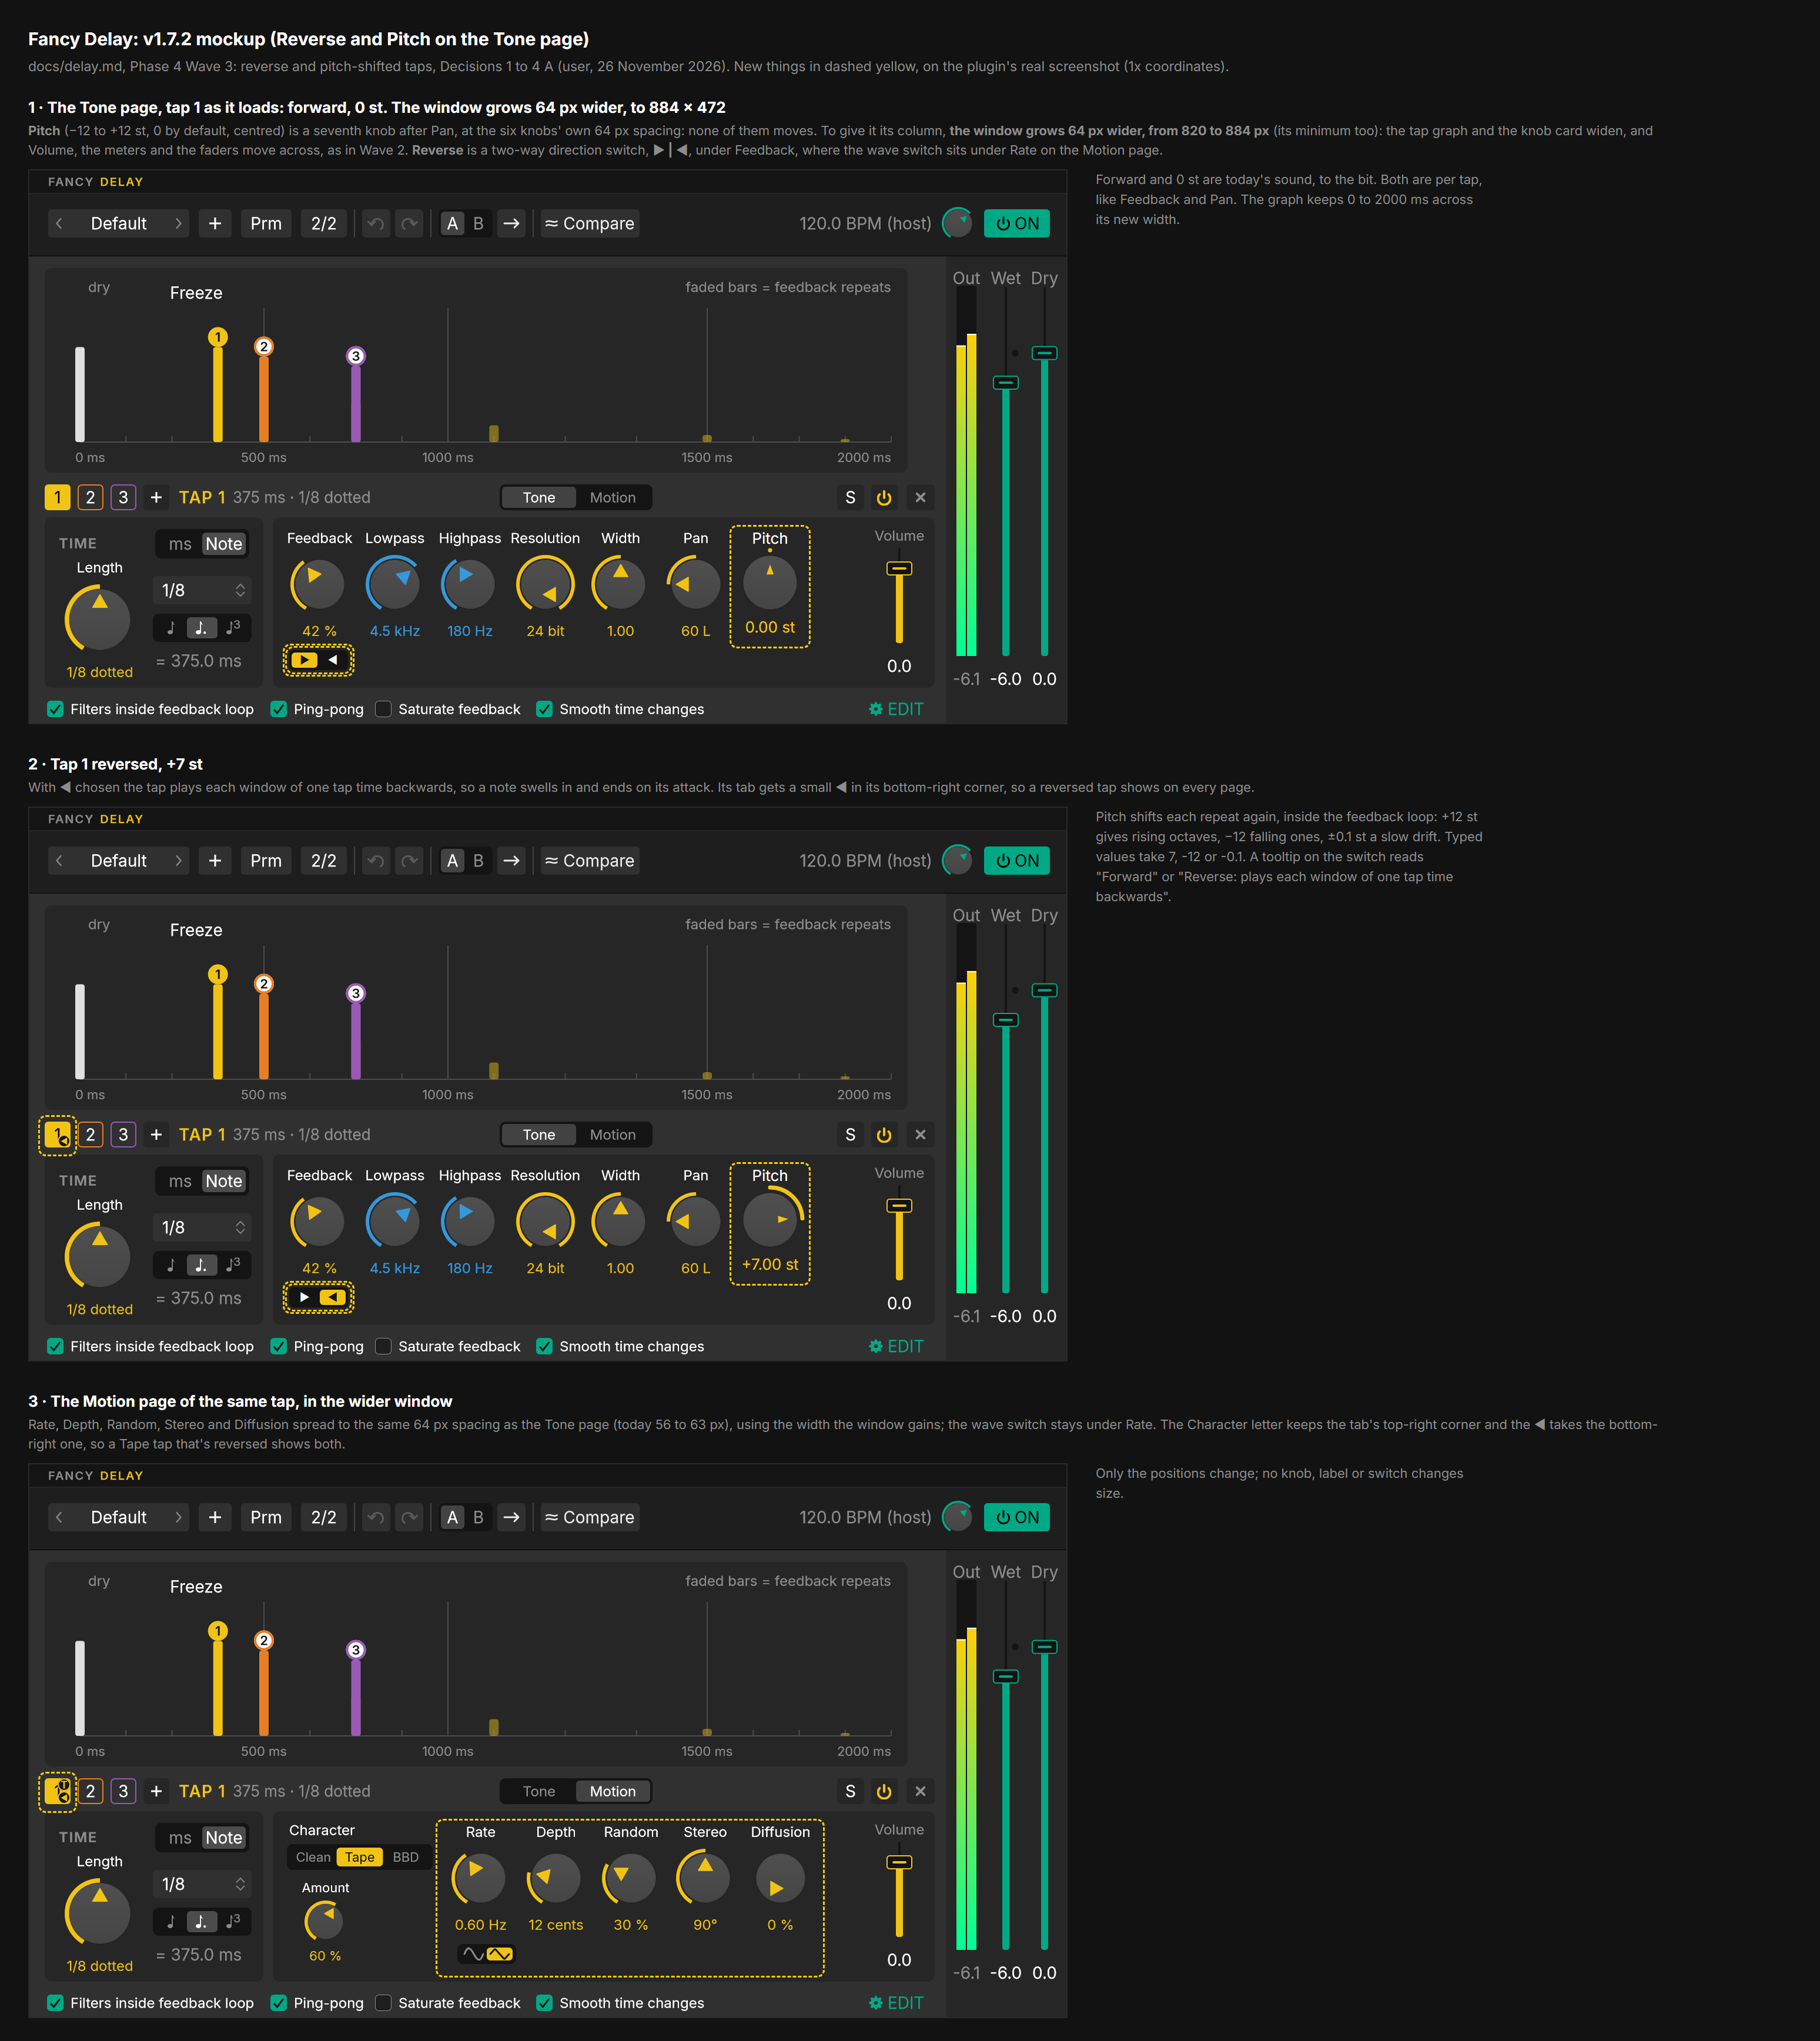 Fancy Delay: v1.7.2 mockup (Reverse and Pitch on the Tone page)
docs/delay.md, Phase 4 Wave 3: reverse and pitch-shifted taps, Decisions 1 to 4 A (user, 26 November 2026). New things in dashed yellow, on the plugin's real screenshot (1x coordinates).
1 · The Tone page, tap 1 as it loads: forward, 0 st. The window grows 64 px wider, to 884 × 472
Pitch (−12 to +12 st, 0 by default, centred) is a seventh knob after Pan, at the six knobs' own 64 px spacing: none of them moves. To give it its column, the window grows 64 px wider, from 820 to 884 px (its minimum too): the tap graph and the knob card widen, and
Volume, the meters and the faders move across, as in Wave 2. Reverse is a two-way direction switch, ▶ | ◀, under Feedback, where the wave switch sits under Rate on the Motion page.
FANCY DELAY
Default + Prm 2/2 A B → ≈ Compare 120.0 BPM (host) ON
dry Freeze faded bars = feedback repeats
Out Wet Dry
1 2 3
0 ms 500 ms 1000 ms 1500 ms 2000 ms
1 2 3 + TAP 1 375 ms · 1/8 dotted Tone Motion S ×
TIME ms Note
Length
1/8
♪ ♪. ♪3
= 375.0 ms
1/8 dotted
Feedback Lowpass Highpass Resolution Width Pan Pitch Volume
42 % 4.5 kHz 180 Hz 24 bit 1.00 60 L 0.00 st
▶ ◀
0.0
-6.1 -6.0 0.0
Filters inside feedback loop Ping-pong Saturate feedback Smooth time changes EDIT
Forward and 0 st are today's sound, to the bit. Both are per tap,
like Feedback and Pan. The graph keeps 0 to 2000 ms across
its new width.
2 · Tap 1 reversed, +7 st
With ◀ chosen the tap plays each window of one tap time backwards, so a note swells in and ends on its attack. Its tab gets a small ◀ in its bottom-right corner, so a reversed tap shows on every page.
FANCY DELAY
Default + Prm 2/2 A B → ≈ Compare 120.0 BPM (host) ON
dry Freeze faded bars = feedback repeats
Out Wet Dry
1 2 3
0 ms 500 ms 1000 ms 1500 ms 2000 ms
1 2 3 + TAP 1 375 ms · 1/8 dotted Tone Motion S ×
TIME ms Note
Length
1/8
♪ ♪. ♪3
= 375.0 ms
1/8 dotted
Feedback Lowpass Highpass Resolution Width Pan Pitch Volume
42 % 4.5 kHz 180 Hz 24 bit 1.00 60 L +7.00 st
▶ ◀
0.0
-6.1 -6.0 0.0
Filters inside feedback loop Ping-pong Saturate feedback Smooth time changes EDIT
Pitch shifts each repeat again, inside the feedback loop: +12 st
gives rising octaves, −12 falling ones, ±0.1 st a slow drift. Typed
values take 7, -12 or -0.1. A tooltip on the switch reads
"Forward" or "Reverse: plays each window of one tap time
backwards".
3 · The Motion page of the same tap, in the wider window
Rate, Depth, Random, Stereo and Diffusion spread to the same 64 px spacing as the Tone page (today 56 to 63 px), using the width the window gains; the wave switch stays under Rate. The Character letter keeps the tab's top-right corner and the ◀ takes the bottom-
right one, so a Tape tap that's reversed shows both.
FANCY DELAY
Default + Prm 2/2 A B → ≈ Compare 120.0 BPM (host) ON
dry Freeze faded bars = feedback repeats
Out Wet Dry
1 2 3
0 ms 500 ms 1000 ms 1500 ms 2000 ms
T 2 3 + TAP 1 375 ms · 1/8 dotted Tone Motion S ×
TIME ms Note
Length
1/8
♪ ♪. ♪3
= 375.0 ms
1/8 dotted
Character
Clean Tape BBD
Amount
60 %
Rate Depth Random Stereo Diffusion Volume
0.60 Hz 12 cents 30 % 90° 0 %
0.0
-6.1 -6.0 0.0
Filters inside feedback loop Ping-pong Saturate feedback Smooth time changes EDIT
Only the positions change; no knob, label or switch changes
size.